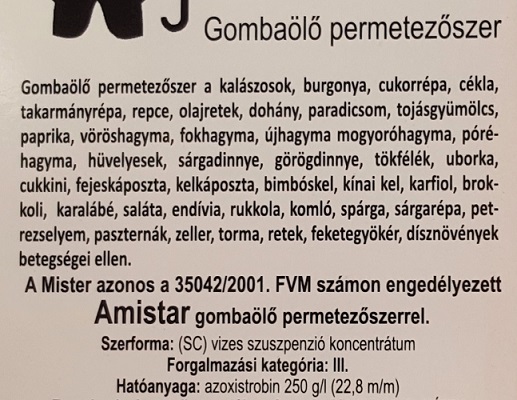 Gombaölő permetezőszer
Gombaölő permetezőszer a kalászosok, burgonya, cukorrépa, cékla,
takarmányrépa, repce, olajretek, dohány, paradicsom, tojásgyümölcs,
paprika, vöröshagyma, fokhagyma, újhagyma mogyoróhagyma, póré-
hagyma, hüvelyesek, sárgadinnye, görögdinnye, tökfélék, uborka,
cukkini, fejeskáposzta, kelkáposzta, bimbóskel, kínai kel, karfiol, brok-
koli, karalábé, saláta, endívia, rukkola, komló, spárga, sárgarépa, pet-
rezselyem, paszternák, zeller, torma, retek, feketegyökér, dísznövények
betegségei ellen.
A Mister azonos a 35042/2001. FVM számon engedélyezett
Amistar gombaölő permetezőszerrel.
Szerforma: (SC) vizes szuszpenzió koncentrátum
Forgalmazási kategória: III.
Hatóanyaga: azoxistrobin 250 g/l (22,8 m/m)